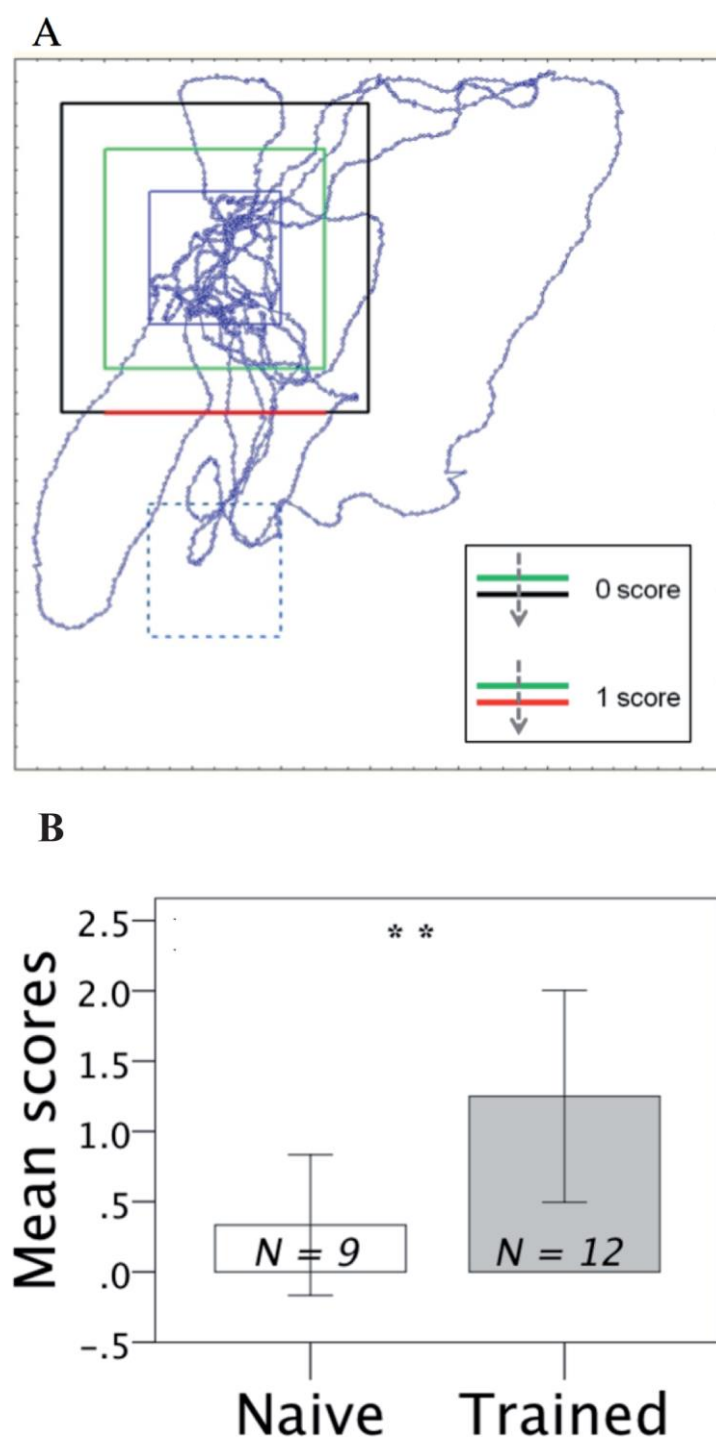 A
0 score
1 score
B
Mean scores
2.5
2.0
1.5
1.0
.5
.0
-.5
* *
N = 9
N = 12
Naive
Trained